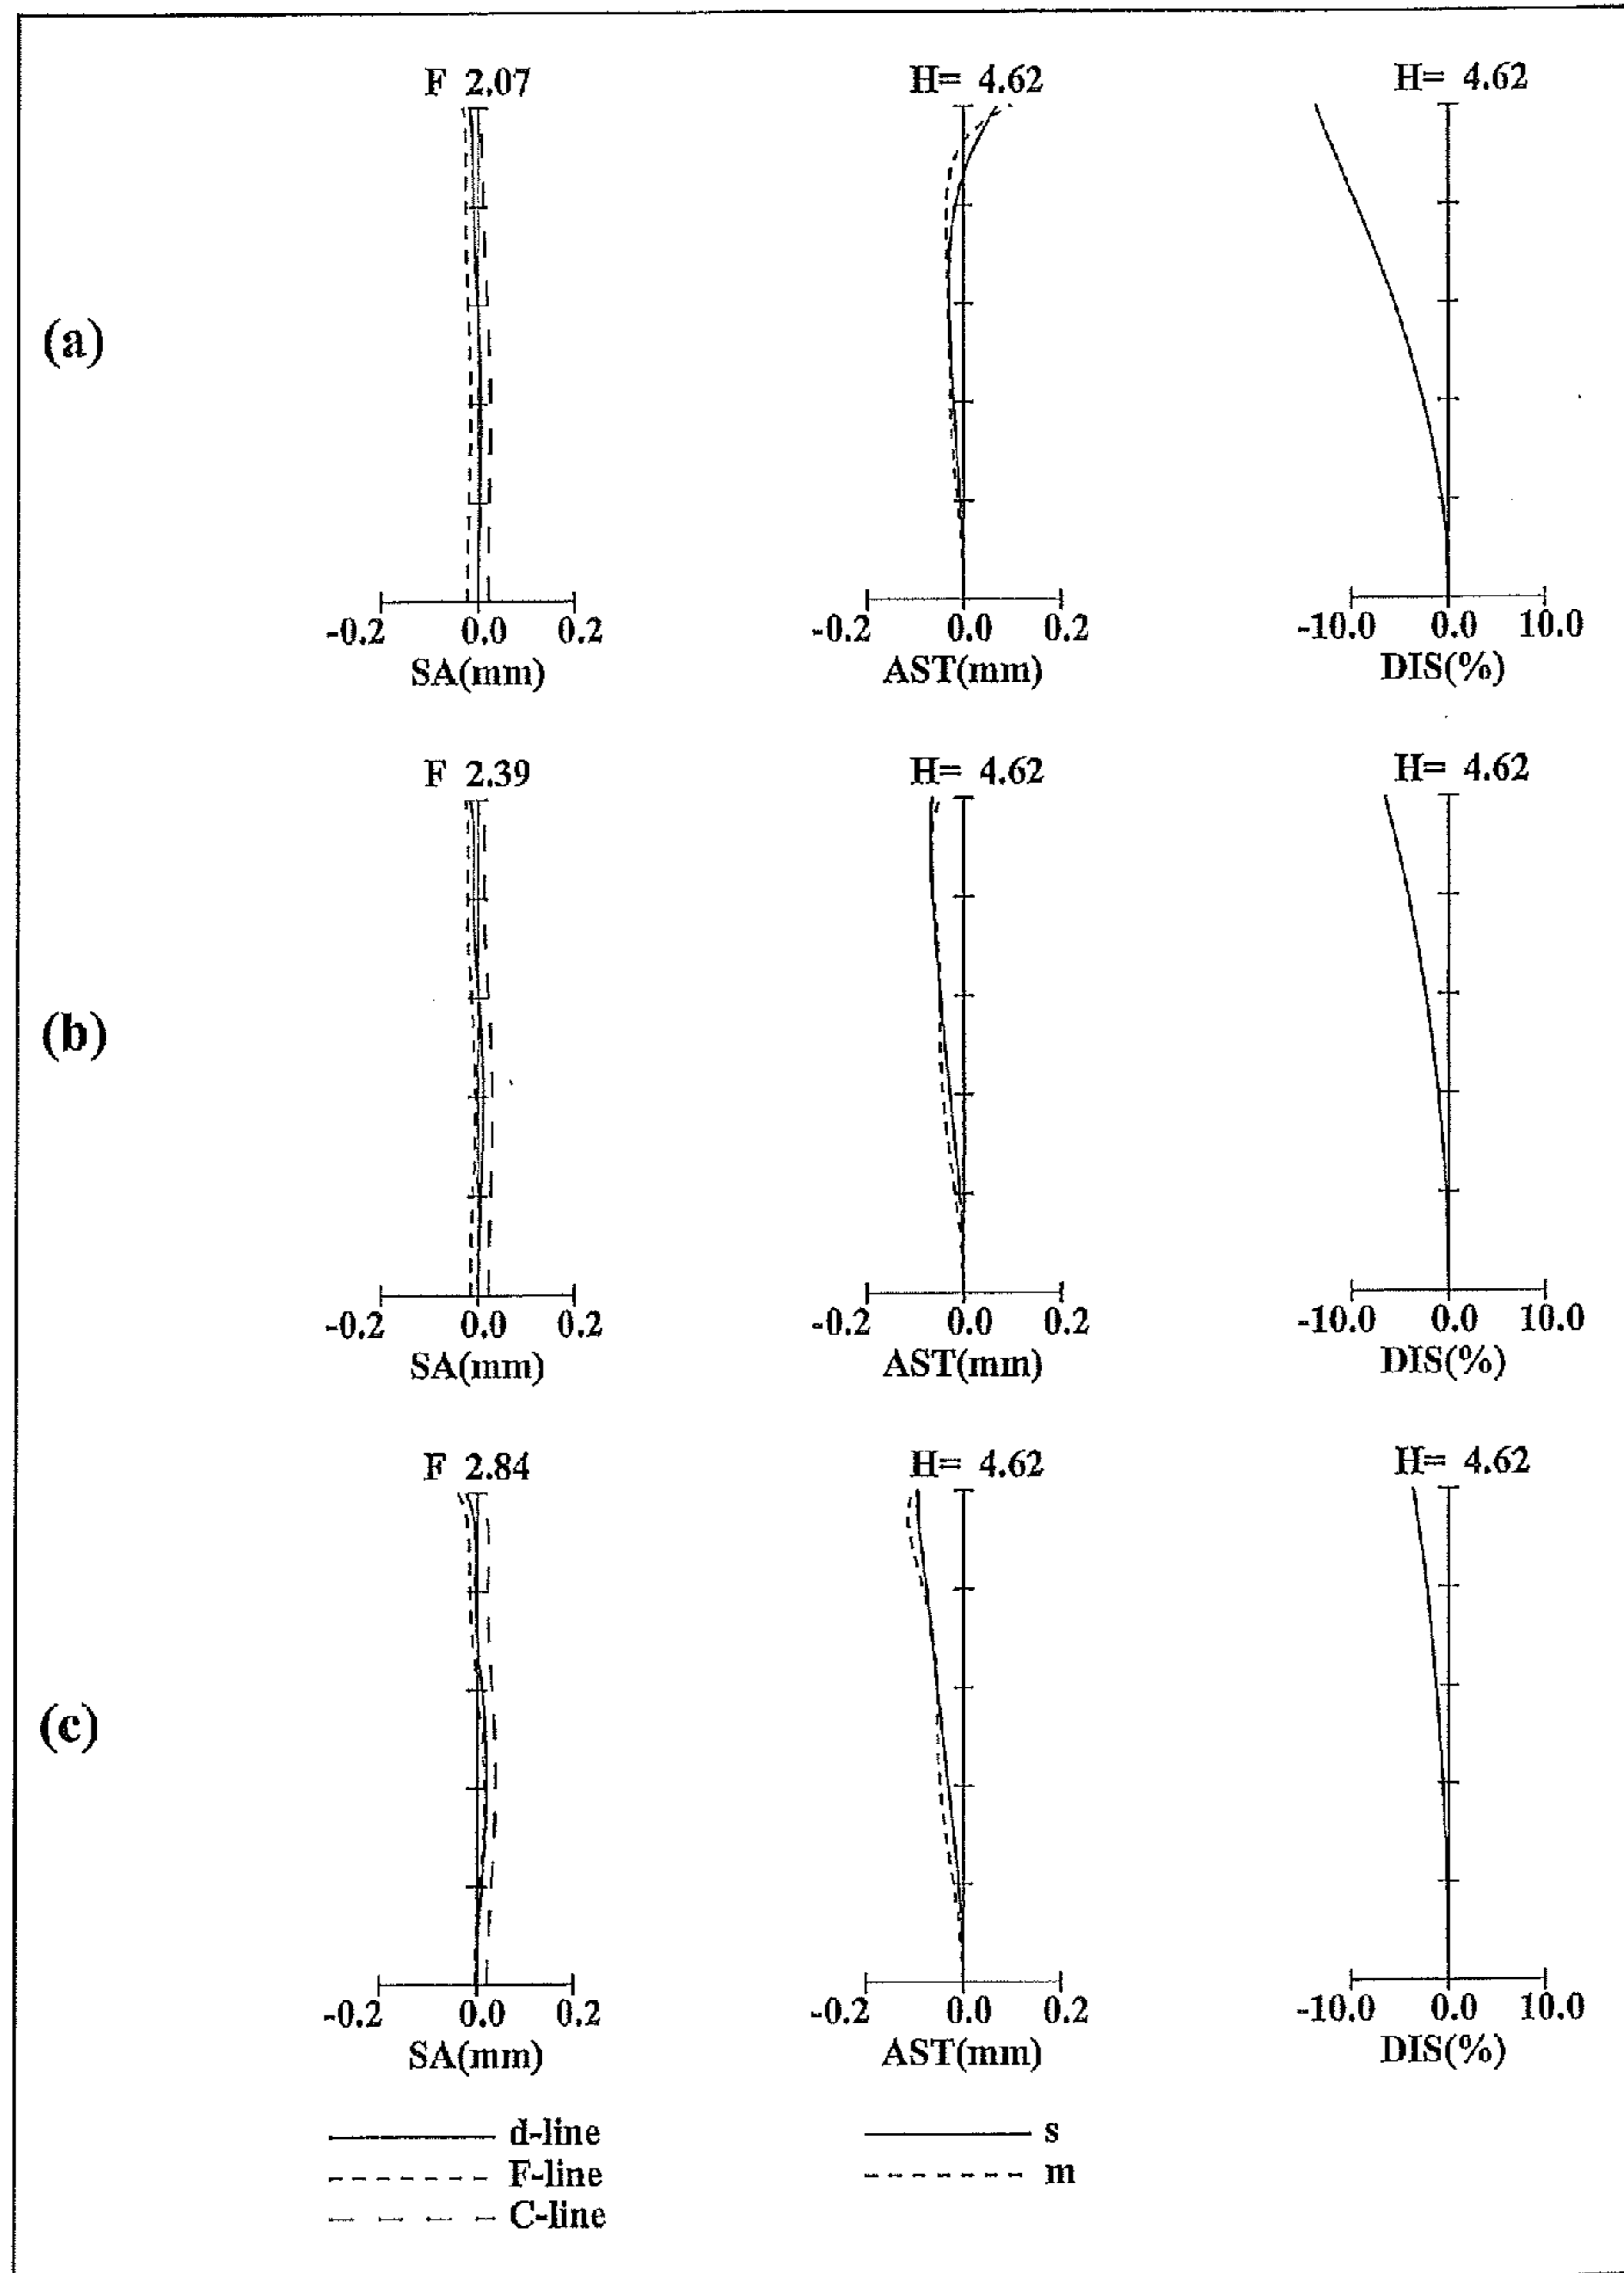 F 2.07 H= 4.62 H= 4.62
(a)
-0.2 0.0 0.2 -0.2 0.0 0.2 -10.0 0.0 10.0
SA(mm) AST(mm) DIS(%)
F 2.39 H= 4.62 H= 4.62
(b)
-0.2 0.0 0.2 -0.2 0.0 0.2 -10.0 0.0 10.0
SA(mm) AST(mm) DIS(%)
F 2.84 H= 4.62 H= 4.62
(c)
-0.2 0.0 0.2 -0.2 0.0 0.2 -10.0 0.0 10.0
SA(mm) AST(mm) DIS(%)
d-line s
F-line m
C-line